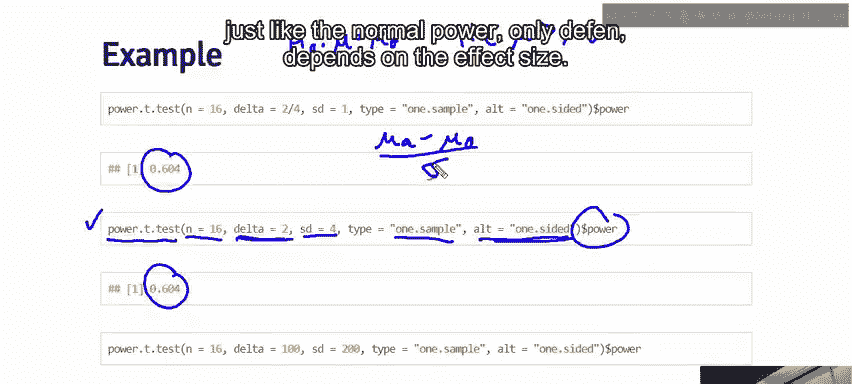 just like the normal power, only defen,
depends on the effect size.
Example
power.t.test(n = 16, delta = 2/4, sd = 1, type = "one.sample", alt = "one.sided")$power
μa - μ0
σ
## [1] 0.604
power.t.test(n = 16, delta = 2, sd = 4, type = "one.sample", alt = "one.sided")$power
## [1] 0.604
power.t.test(n = 16, delta = 100, sd = 200, type = "one.sample", alt = "one.sided")$power